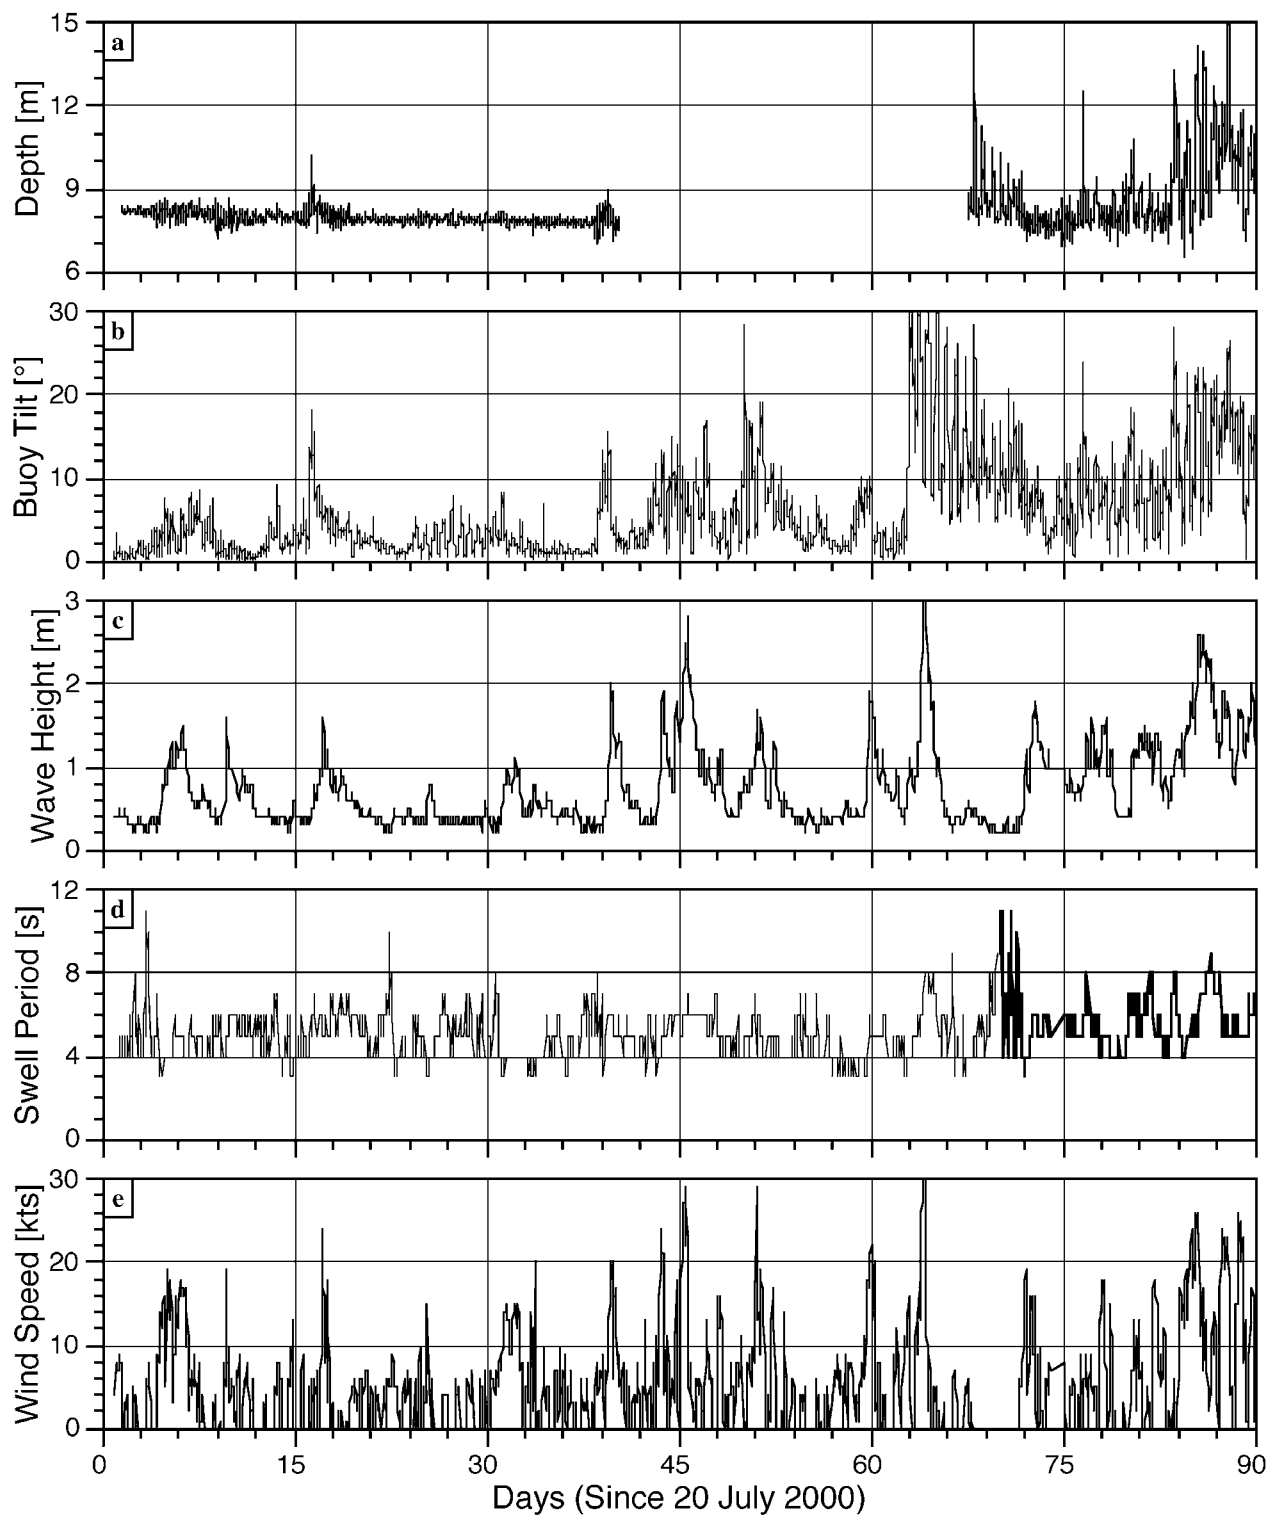 15
12
9
6
Depth [m]
a
30
20
10
0
Buoy Tilt [°]
b
3
2
1
0
Wave Height [m]
c
12
8
4
0
Swell Period [s]
d
30
20
10
0
Wind Speed [kts]
e
0 15 30 45 60 75 90
Days (Since 20 July 2000)